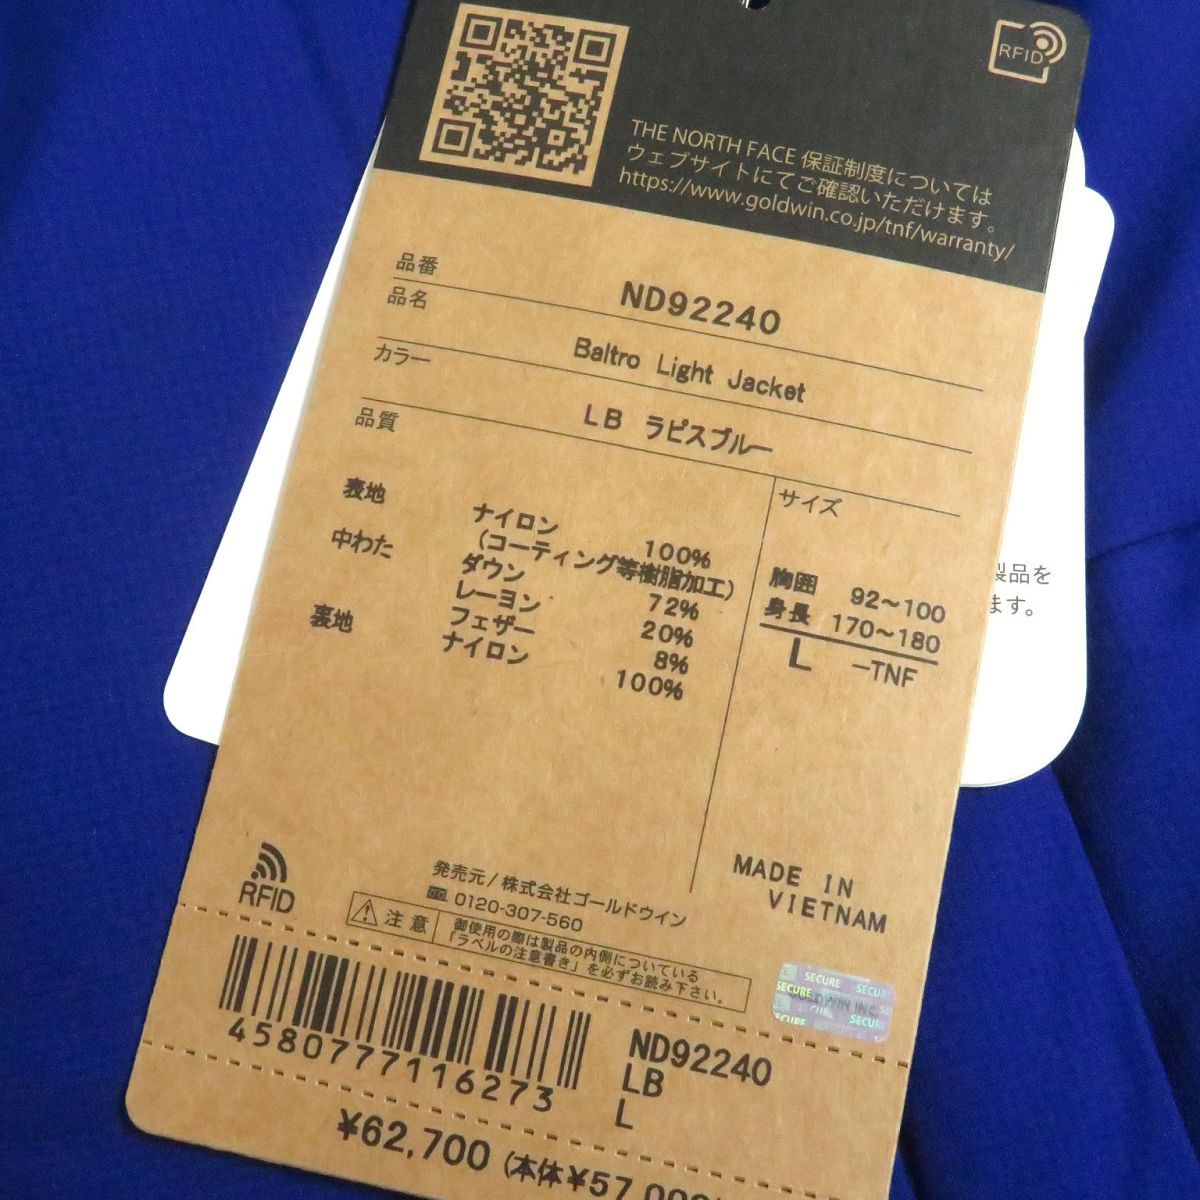 RFID
THE NORTH FACE 保証制度については
ウェブサイトにてご確認いただけます。
https://www.goldwin.co.jp/tnf/warranty/
品番 ND92240
品名 Baltro Light Jacket
カラー LB ラピスブルー
品質
表地 ナイロン 100%
(コーティング等樹脂加工)
中わた ダウン 72%
レーヨン 20%
フェザー 8%
裏地 ナイロン 100%
サイズ
胸囲 92～100
身長 170～180
L -TNF
製品を
ます。
MADE IN
VIETNAM
RFID
発売元/株式会社ゴールドウイン
0120-307-560
注意
御使用の際は製品の内側についている
「ラベルの注意書き」を必ずお読み下さい。
SECURE
SECURE
GOLDWIN INC.
SECURE
4580777116273
ND92240
LB
L
¥62,700 (本体¥57,000